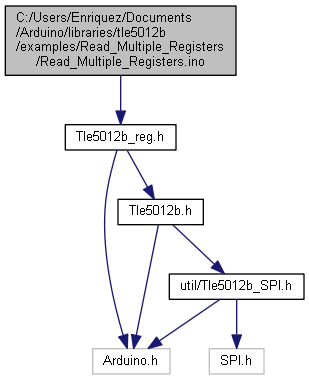 C:/Users/Enriquez/Documents
/Arduino/libraries/tle5012b
/examples/Read_Multiple_Registers
/Read_Multiple_Registers.ino
Tle5012b_reg.h
Tle5012b.h
util/Tle5012b_SPI.h
Arduino.h
SPI.h